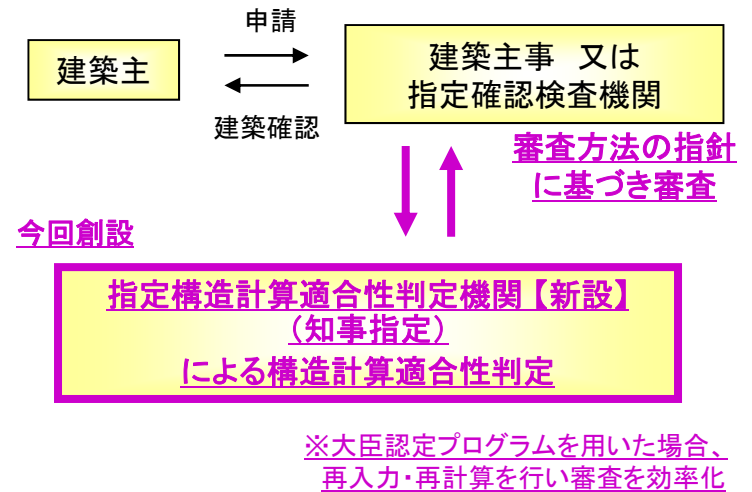 申請
建築主
建築主事　又は
指定確認検査機関
建築確認
審査方法の指針
に基づき審査
今回創設
指定構造計算適合性判定機関【新設】
（知事指定）
による構造計算適合性判定
※大臣認定プログラムを用いた場合、
再入力・再計算を行い審査を効率化